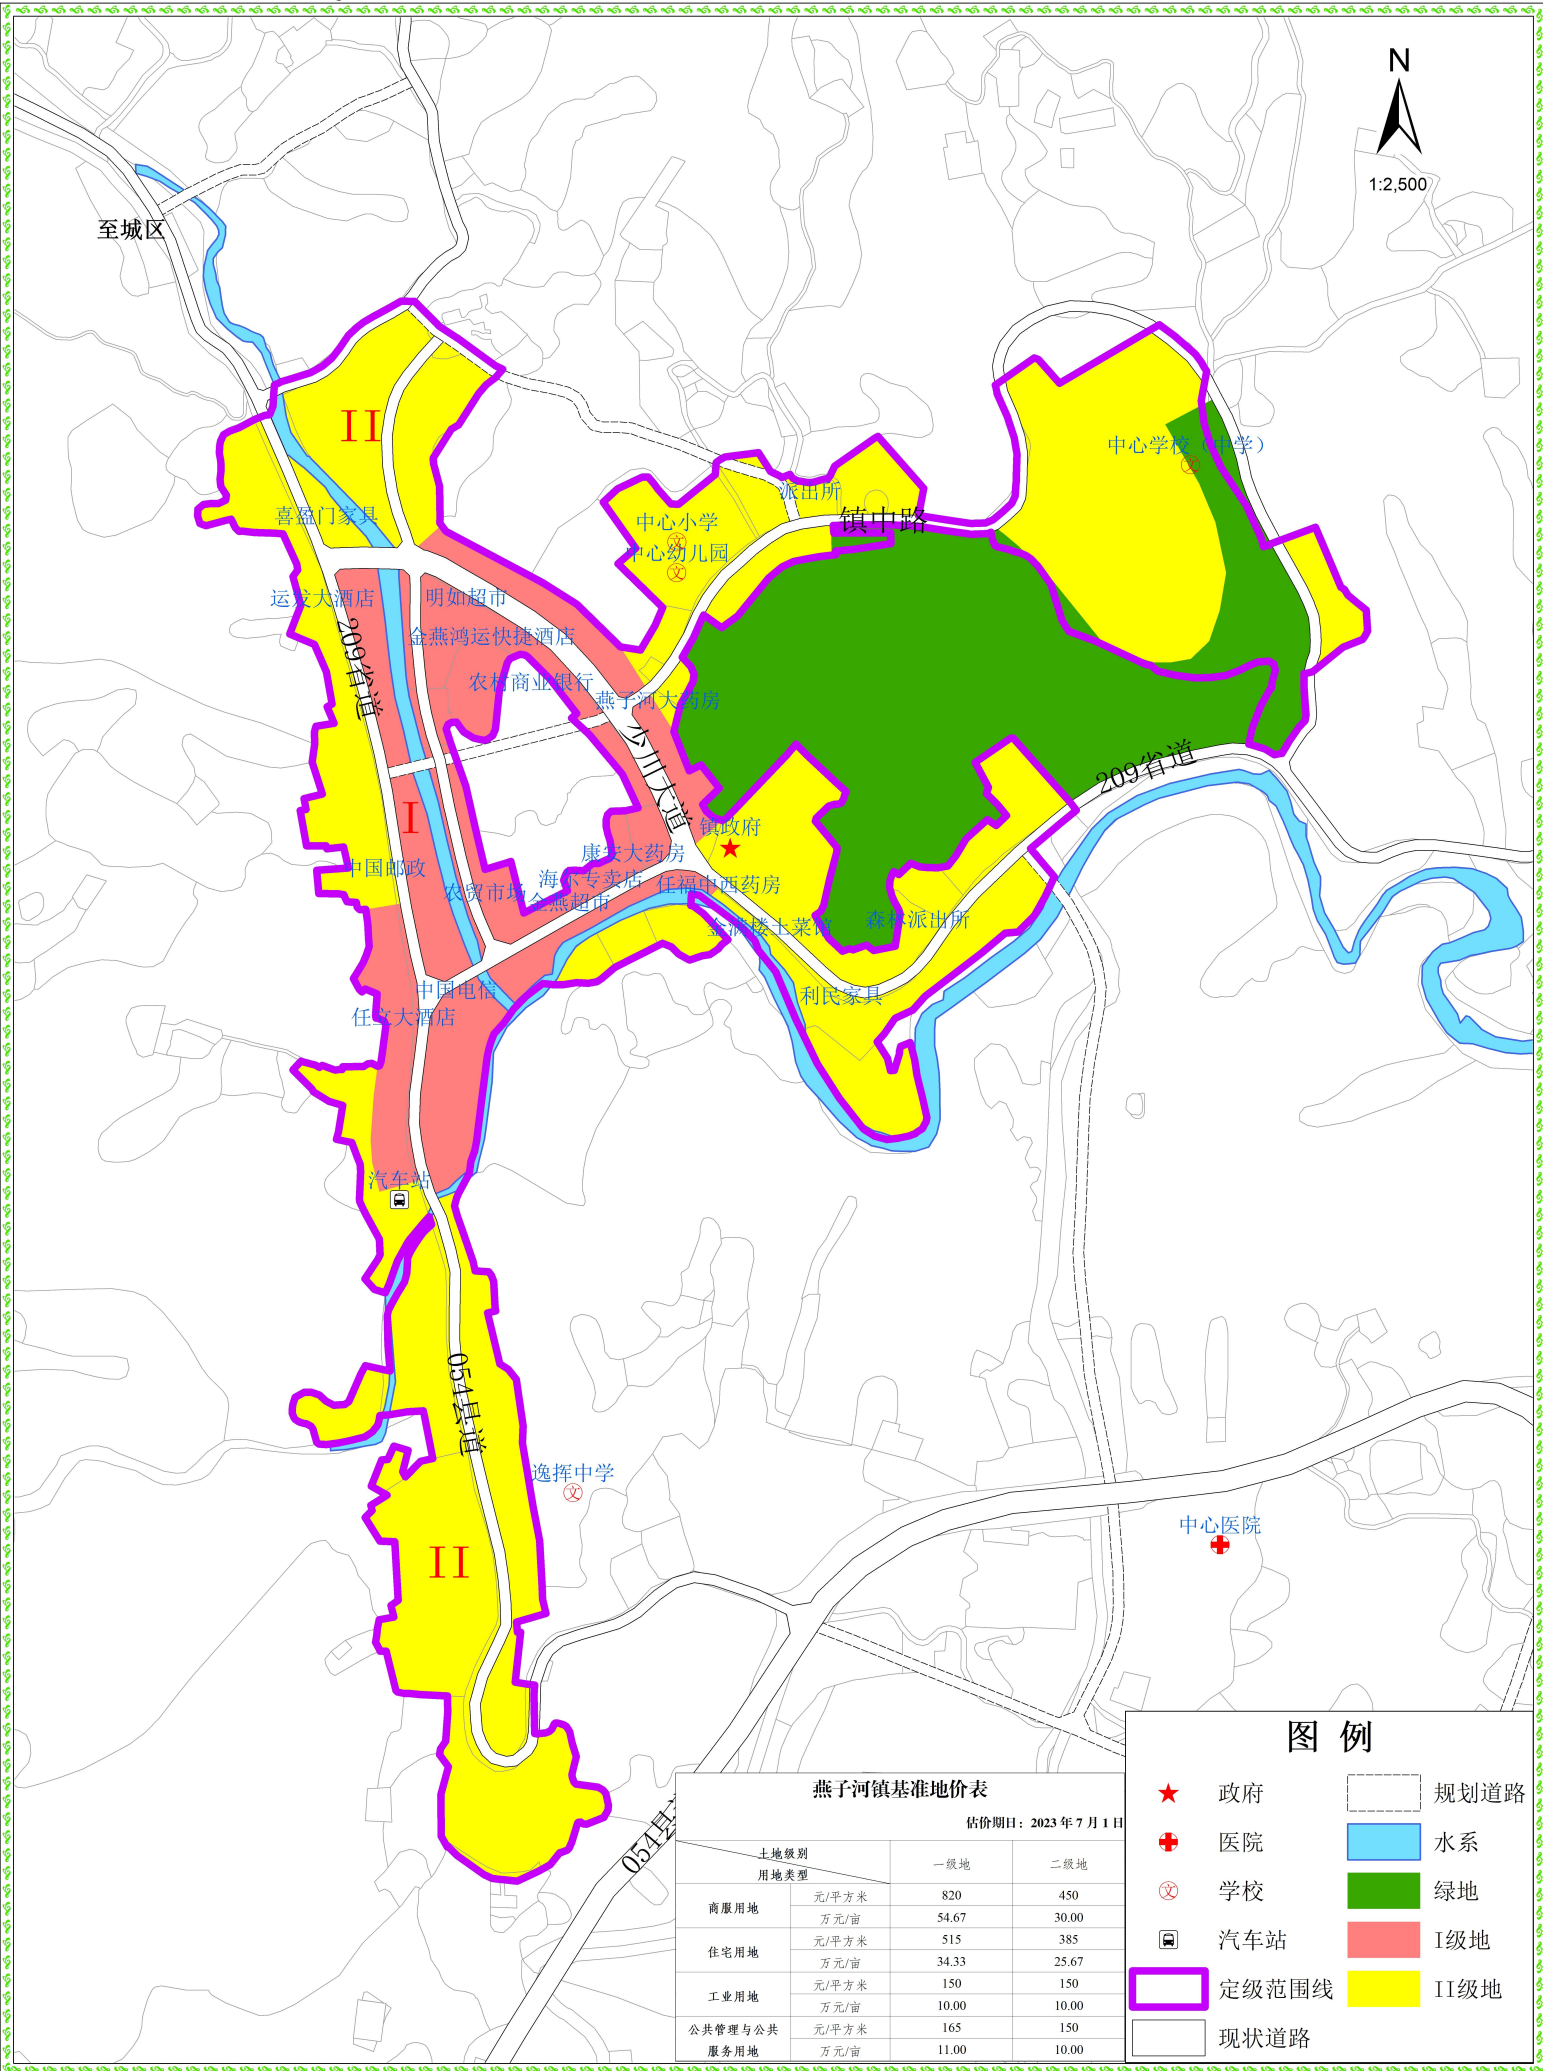 N
1:2,500
至城区
II
中心学校（中学）
派出所
喜盈门家具
中心小学
镇中路
中心幼儿园
运发大酒店
明如超市
209省道
金燕鸿运快捷酒店
农村商业银行
燕子河大药房
少川大道
209省道
I
镇政府
康安大药房
中国邮政
海尔专卖店
任福中西药房
农贸市场
金燕超市
金满楼土菜馆
森林派出所
中国电信
利民家具
任立大酒店
汽车站
054县道
逸挥中学
中心医院
II
054县
图 例
政府
规划道路
医院
水系
学校
绿地
汽车站
I级地
定级范围线
II级地
现状道路
燕子河镇基准地价表
估价期日：2023 年 7 月 1 日
土地级别
用地类型
一级地
二级地
商服用地
元/平方米
820
450
万元/亩
54.67
30.00
住宅用地
元/平方米
515
385
万元/亩
34.33
25.67
工业用地
元/平方米
150
150
万元/亩
10.00
10.00
公共管理与公共
服务用地
元/平方米
165
150
万元/亩
11.00
10.00